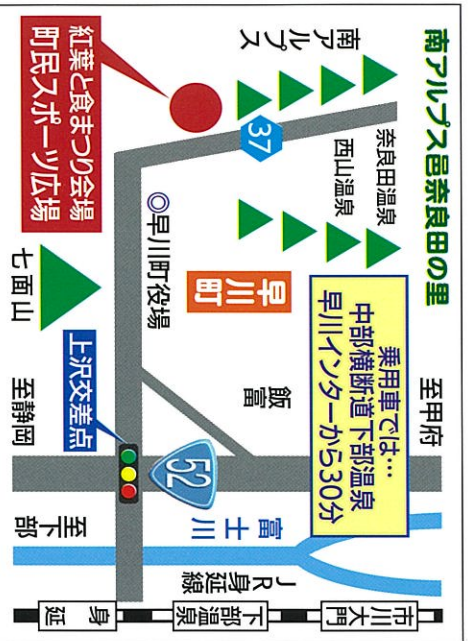 南アルプス邑奈良田の里
至甲府
乗用車では…
中部横断道下部温泉
早川インターから30分
奈良田温泉
西山温泉
南アルプス
37
早川町
飯富
52
富士川
JR身延線
市川大門
下部温泉
身延
紅葉と食まつり会場
町民スポーツ広場
◎早川町役場
上沢交差点
七面山
至静岡
至下部